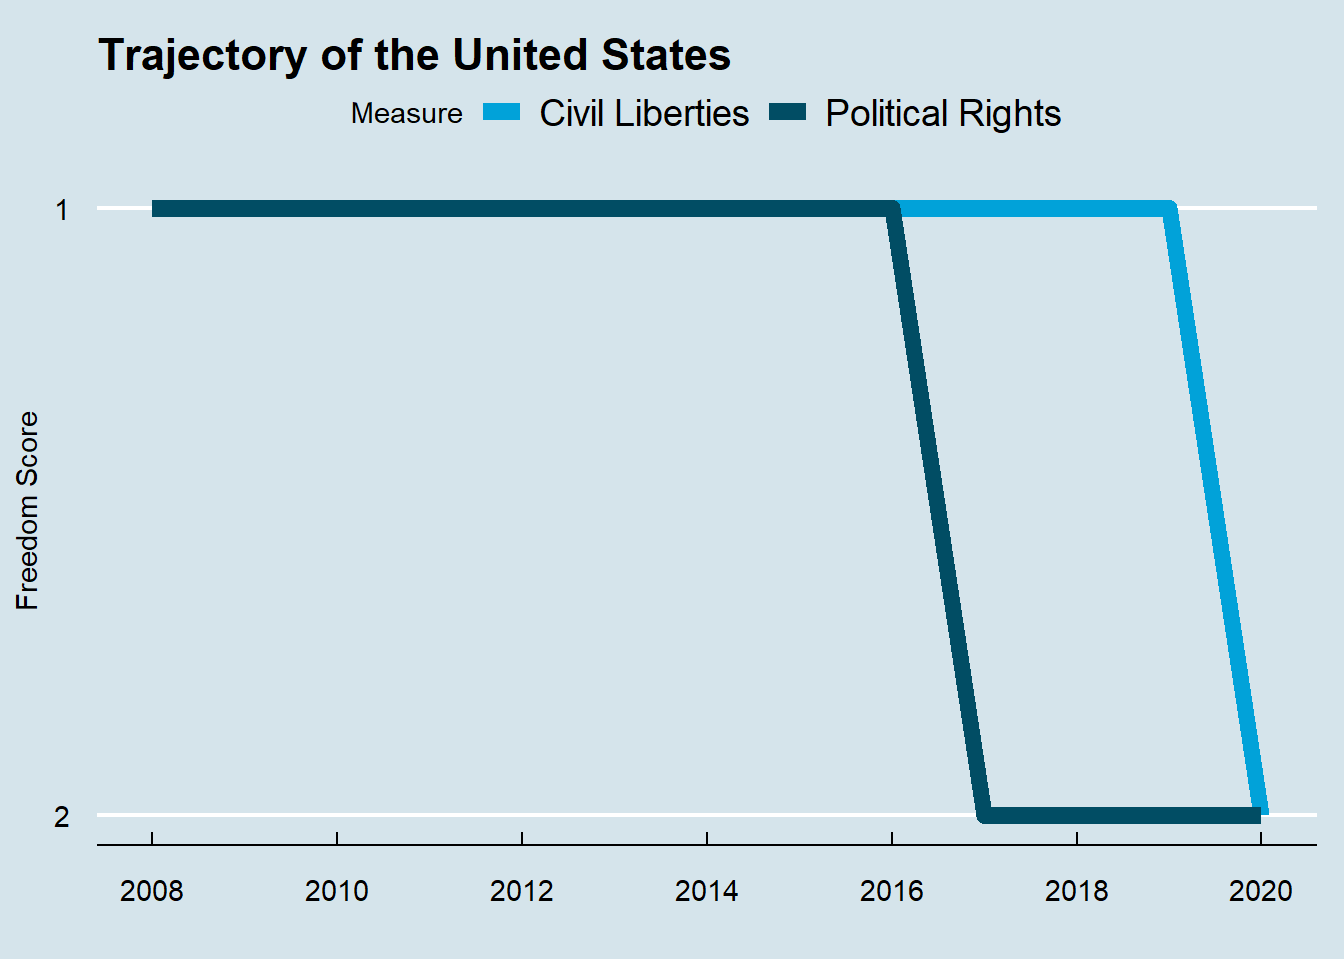 Trajectory of the United States
Measure Civil Liberties Political Rights
1
Freedom Score
2
2008 2010 2012 2014 2016 2018 2020